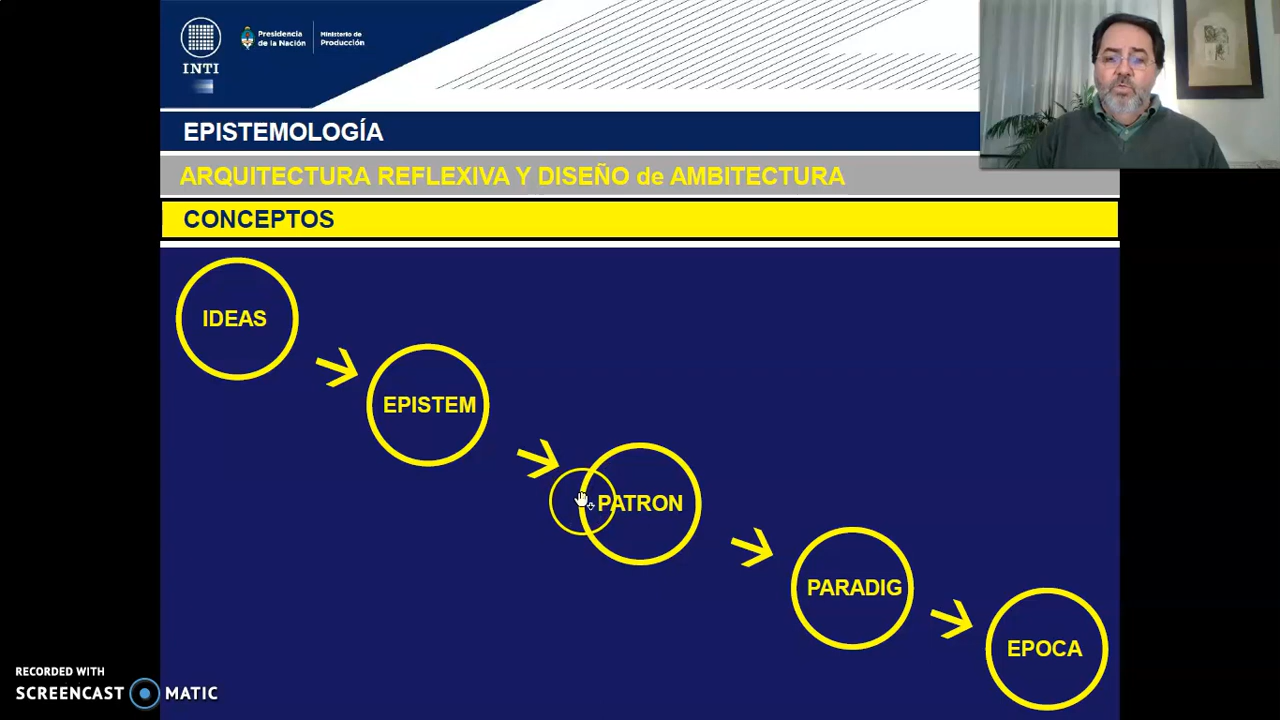 INTI
Presidencia
de la Nación
Ministerio de
Producción
EPISTEMOLOGÍA
ARQUITECTURA REFLEXIVA Y DISEÑO de AMBITECTURA
CONCEPTOS
IDEAS
EPISTEM
PATRON
PARADIG
EPOCA
RECORDED WITH
SCREENCAST MATIC